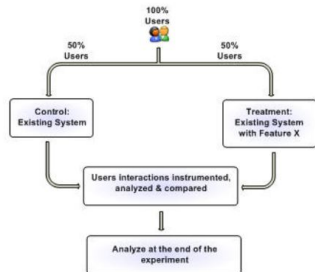 100%
Users
50%
Users
50%
Users
Control:
Existing System
Treatment:
Existing System
with Feature X
Users interactions instrumented,
analyzed & compared
Analyze at the end of the
experiment